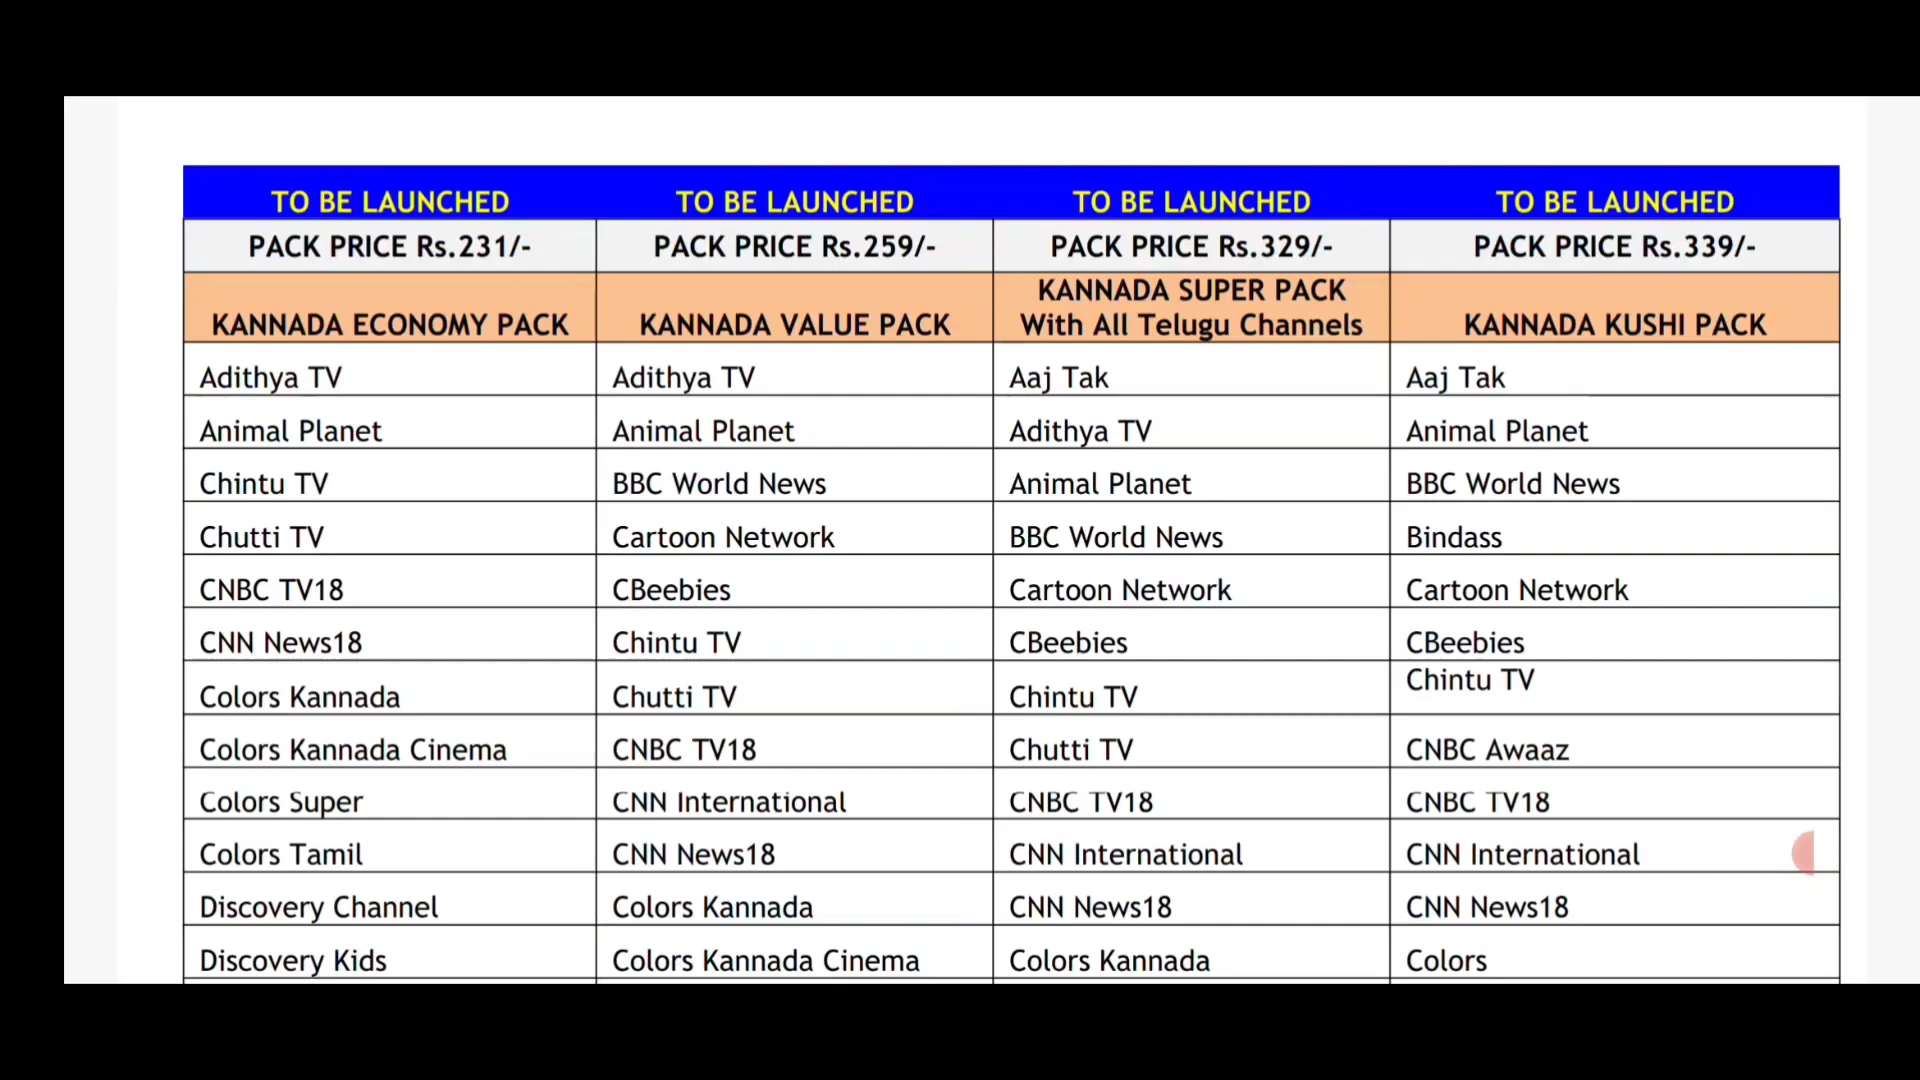 TO BE LAUNCHED TO BE LAUNCHED TO BE LAUNCHED TO BE LAUNCHED
PACK PRICE Rs.231/- PACK PRICE Rs.259/- PACK PRICE Rs.329/- PACK PRICE Rs.339/-
KANNADA ECONOMY PACK KANNADA VALUE PACK KANNADA SUPER PACK With All Telugu Channels KANNADA KUSHI PACK
Adithya TV Adithya TV Aaj Tak Aaj Tak
Animal Planet Animal Planet Adithya TV Animal Planet
Chintu TV BBC World News Animal Planet BBC World News
Chutti TV Cartoon Network BBC World News Bindass
CNBC TV18 CBeebies Cartoon Network Cartoon Network
CNN News18 Chintu TV CBeebies CBeebies
Colors Kannada Chutti TV Chintu TV Chintu TV
Colors Kannada Cinema CNBC TV18 Chutti TV CNBC Awaaz
Colors Super CNN International CNBC TV18 CNBC TV18
Colors Tamil CNN News18 CNN International CNN International
Discovery Channel Colors Kannada CNN News18 CNN News18
Discovery Kids Colors Kannada Cinema Colors Kannada Colors